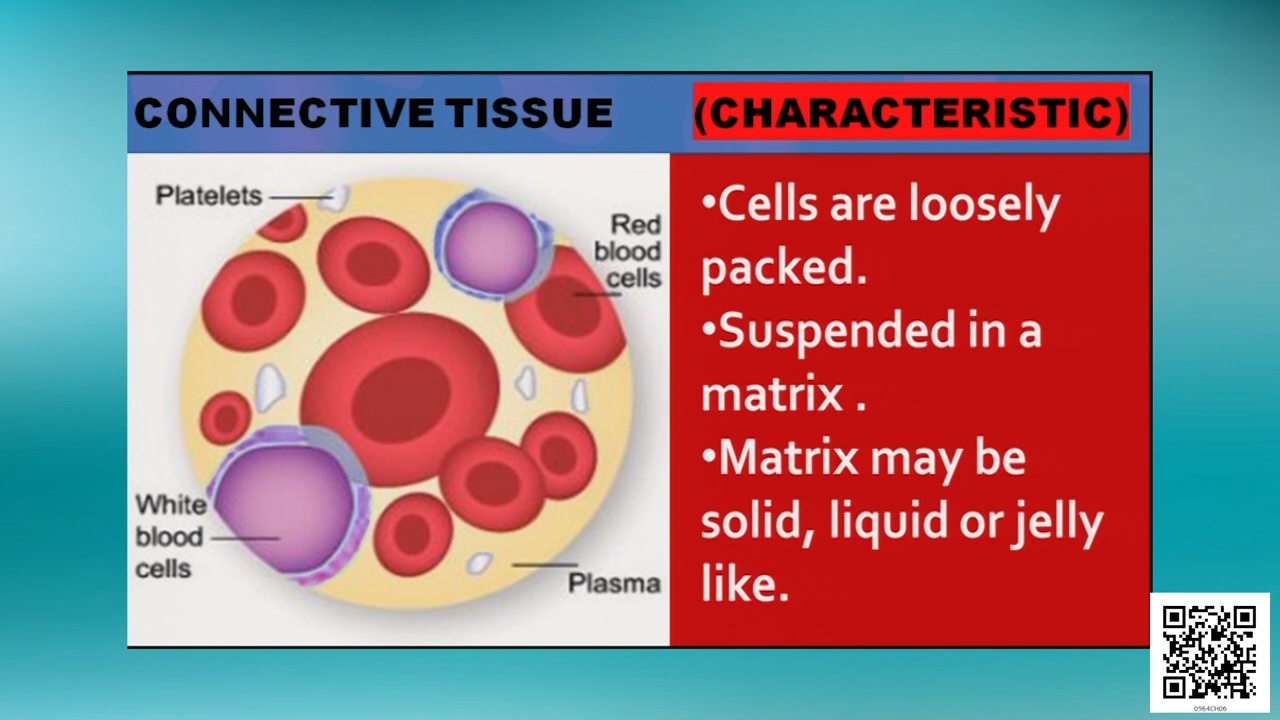 CONNECTIVE TISSUE (CHARACTERISTIC)
Platelets
Red
blood
cells
White
blood
cells
Plasma
•Cells are loosely
packed.
•Suspended in a
matrix .
•Matrix may be
solid, liquid or jelly
like.
0964CH06